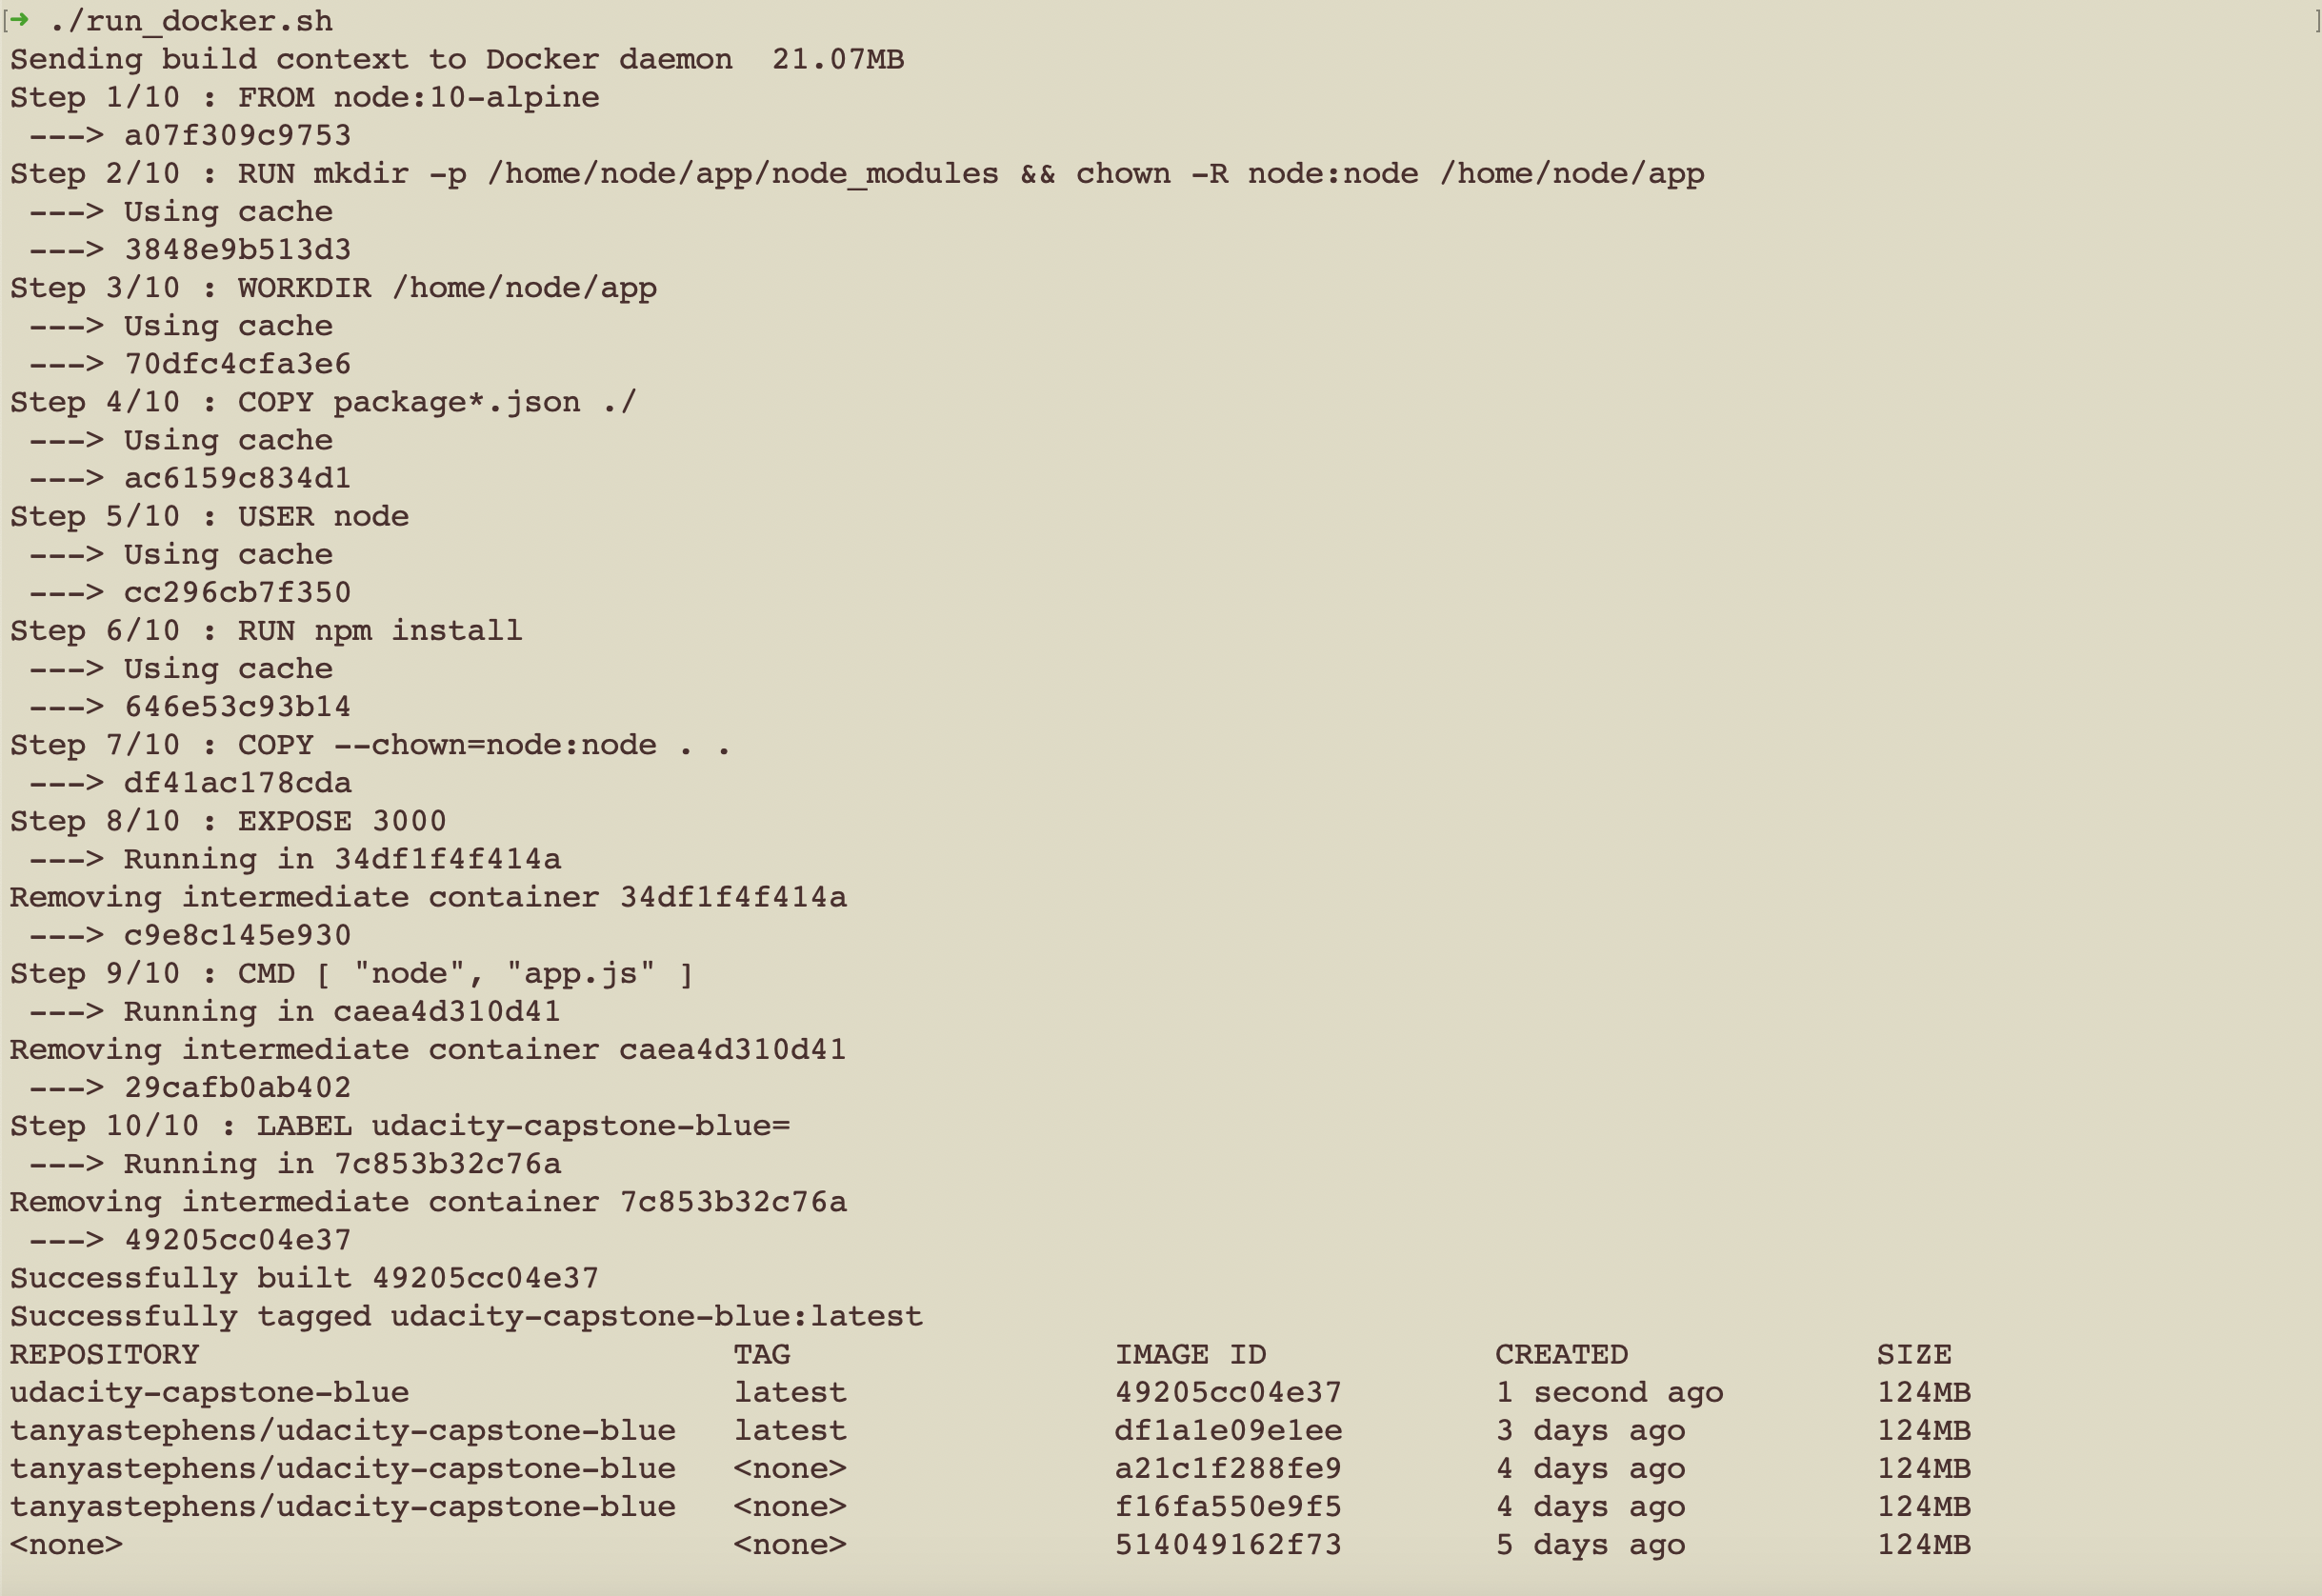 [➜ ./run_docker.sh ]
Sending build context to Docker daemon  21.07MB
Step 1/10 : FROM node:10-alpine
 ---> a07f309c9753
Step 2/10 : RUN mkdir -p /home/node/app/node_modules && chown -R node:node /home/node/app
 ---> Using cache
 ---> 3848e9b513d3
Step 3/10 : WORKDIR /home/node/app
 ---> Using cache
 ---> 70dfc4cfa3e6
Step 4/10 : COPY package*.json ./
 ---> Using cache
 ---> ac6159c834d1
Step 5/10 : USER node
 ---> Using cache
 ---> cc296cb7f350
Step 6/10 : RUN npm install
 ---> Using cache
 ---> 646e53c93b14
Step 7/10 : COPY --chown=node:node . .
 ---> df41ac178cda
Step 8/10 : EXPOSE 3000
 ---> Running in 34df1f4f414a
Removing intermediate container 34df1f4f414a
 ---> c9e8c145e930
Step 9/10 : CMD [ "node", "app.js" ]
 ---> Running in caea4d310d41
Removing intermediate container caea4d310d41
 ---> 29cafb0ab402
Step 10/10 : LABEL udacity-capstone-blue=
 ---> Running in 7c853b32c76a
Removing intermediate container 7c853b32c76a
 ---> 49205cc04e37
Successfully built 49205cc04e37
Successfully tagged udacity-capstone-blue:latest
REPOSITORY                            TAG                 IMAGE ID            CREATED             SIZE
udacity-capstone-blue                 latest              49205cc04e37        1 second ago        124MB
tanyastephens/udacity-capstone-blue   latest              df1a1e09e1ee        3 days ago          124MB
tanyastephens/udacity-capstone-blue   <none>              a21c1f288fe9        4 days ago          124MB
tanyastephens/udacity-capstone-blue   <none>              f16fa550e9f5        4 days ago          124MB
<none>                                <none>              514049162f73        5 days ago          124MB